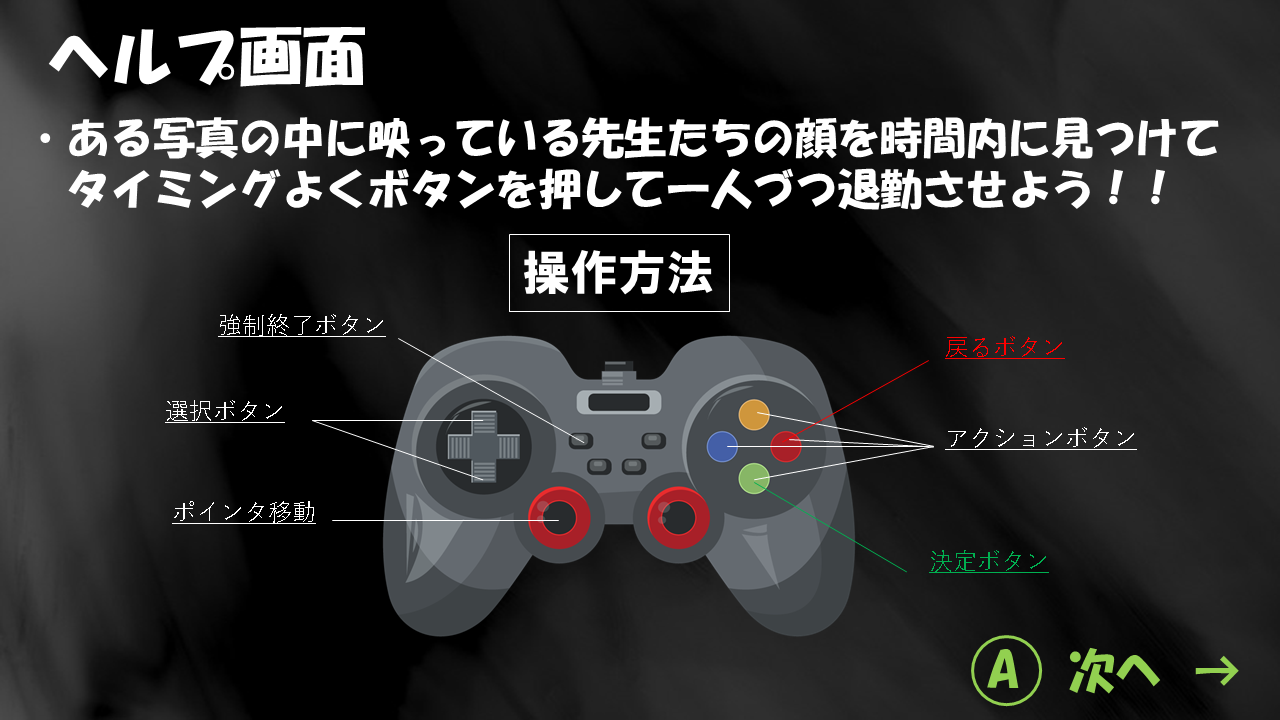 ヘルプ画面
・ある写真の中に映っている先生たちの顔を時間内に見つけて
タイミングよくボタンを押して一人づつ退勤させよう！！
操作方法
強制終了ボタン
戻るボタン
選択ボタン
アクションボタン
ポインタ移動
決定ボタン
A 次へ →